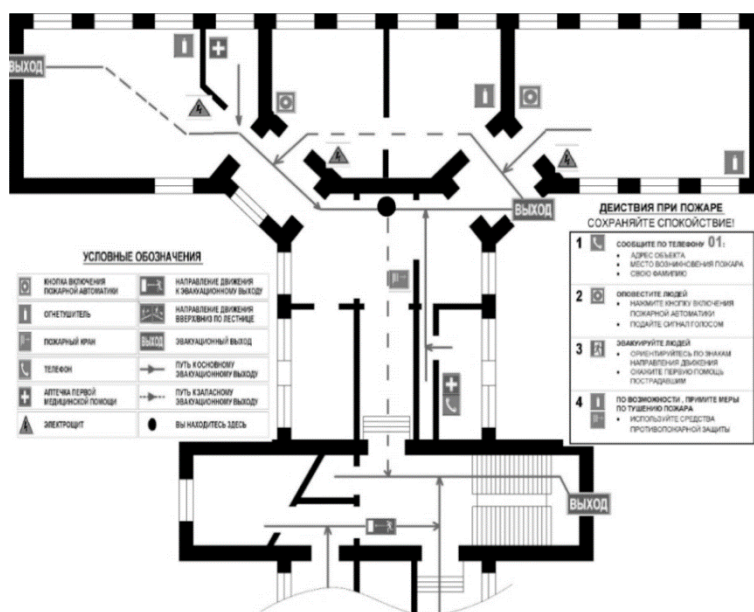 ВЫХОД
ВЫХОД
ВЫХОД
УСЛОВНЫЕ ОБОЗНАЧЕНИЯ
КНОПКА ВКЛЮЧЕНИЯ
ПОЖАРНОЙ АВТОМАТИКИ
НАПРАВЛЕНИЕ ДВИЖЕНИЯ
К ЭВАКУАЦИОННОМУ ВЫХОДУ
ОГНЕТУШИТЕЛЬ
НАПРАВЛЕНИЕ ДВИЖЕНИЯ
ВВЕРХ/ВНИЗ ПО ЛЕСТНИЦЕ
ПОЖАРНЫЙ КРАН
ВЫХОД
ЭВАКУАЦИОННЫЙ ВЫХОД
ТЕЛЕФОН
ПУТЬ К ОСНОВНОМУ
ЭВАКУАЦИОННОМУ ВЫХОДУ
АПТЕЧКА ПЕРВОЙ
МЕДИЦИНСКОЙ ПОМОЩИ
ПУТЬ К ЗАПАСНОМУ
ЭВАКУАЦИОННОМУ ВЫХОДУ
ЭЛЕКТРОЩИТ
ВЫ НАХОДИТЕСЬ ЗДЕСЬ
ДЕЙСТВИЯ ПРИ ПОЖАРЕ
СОХРАНЯЙТЕ СПОКОЙСТВИЕ!
1 СООБЩИТЕ ПО ТЕЛЕФОНУ 01:
• АДРЕС ОБЪЕКТА
• МЕСТО ВОЗНИКНОВЕНИЯ ПОЖАРА
• СВОЮ ФАМИЛИЮ
2 ОПОВЕСТИТЕ ЛЮДЕЙ
• НАЖМИТЕ КНОПКУ ВКЛЮЧЕНИЯ
ПОЖАРНОЙ АВТОМАТИКИ
• ПОДАЙТЕ СИГНАЛ ГОЛОСОМ
3 ЭВАКУИРУЙТЕ ЛЮДЕЙ
• ОРИЕНТИРУЙТЕСЬ ПО ЗНАКАМ
НАПРАВЛЕНИЯ ДВИЖЕНИЯ
• ОКАЖИТЕ ПЕРВУЮ ПОМОЩЬ
ПОСТРАДАВШИМ
4 ПО ВОЗМОЖНОСТИ, ПРИМИТЕ МЕРЫ
ПО ТУШЕНИЮ ПОЖАРА
• ИСПОЛЬЗУЙТЕ СРЕДСТВА
ПРОТИВОПОЖАРНОЙ ЗАЩИТЫ